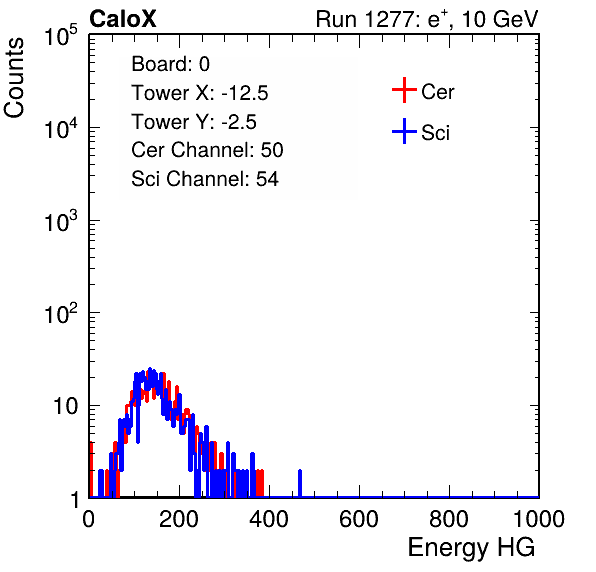 CaloX Run 1277: e⁺, 10 GeV
Counts
10⁵
10⁴
10³
10²
10
1
Board: 0
Tower X: -12.5
Tower Y: -2.5
Cer Channel: 50
Sci Channel: 54
Cer
Sci
0 200 400 600 800 1000
Energy HG